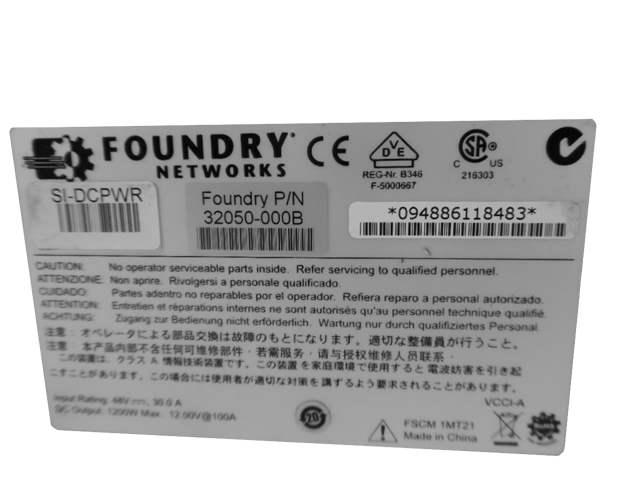 FOUNDRY
NETWORKS
CE
VDE
REG-Nr. B346
F-5000667
C US
216303
SI-DCPWR
Foundry P/N
32050-000B
*094886118483*
CAUTION: No operator serviceable parts inside. Refer servicing to qualified personnel.
ATTENZIONE: Non aprire. Rivolgersi a personale qualificado.
CUIDADO: Partes adentro no reparables por el operador. Refiera reparo a personal autorizado.
ATTENTION: Entretien et réparations internes ne sont autorisés qu'au personnel technique qualifié.
ACHTUNG: Zugang zur Bedienung nicht erförderlich. Wartung nur durch qualifiziertes Personal.
注意: オペレータによる部品交換は故障のもとになります。適切な整備員が行うこと。
注意: 本产品内部不含任何可维修部件・若需服务・请与授权维修人员联系・
この装置は、クラス A 情報技術装置です。この装置を家庭環境で使用すると電波妨害を引き起
こすことがあります。この場合には使用者が適切な対策を講ずるよう要求されることがあります。
VCCI-A
Input Rating: 48V⎓, 30.0 A
DC Output: 1200W Max. 12.00V@100A
20
FSCM 1MT21
Made in China